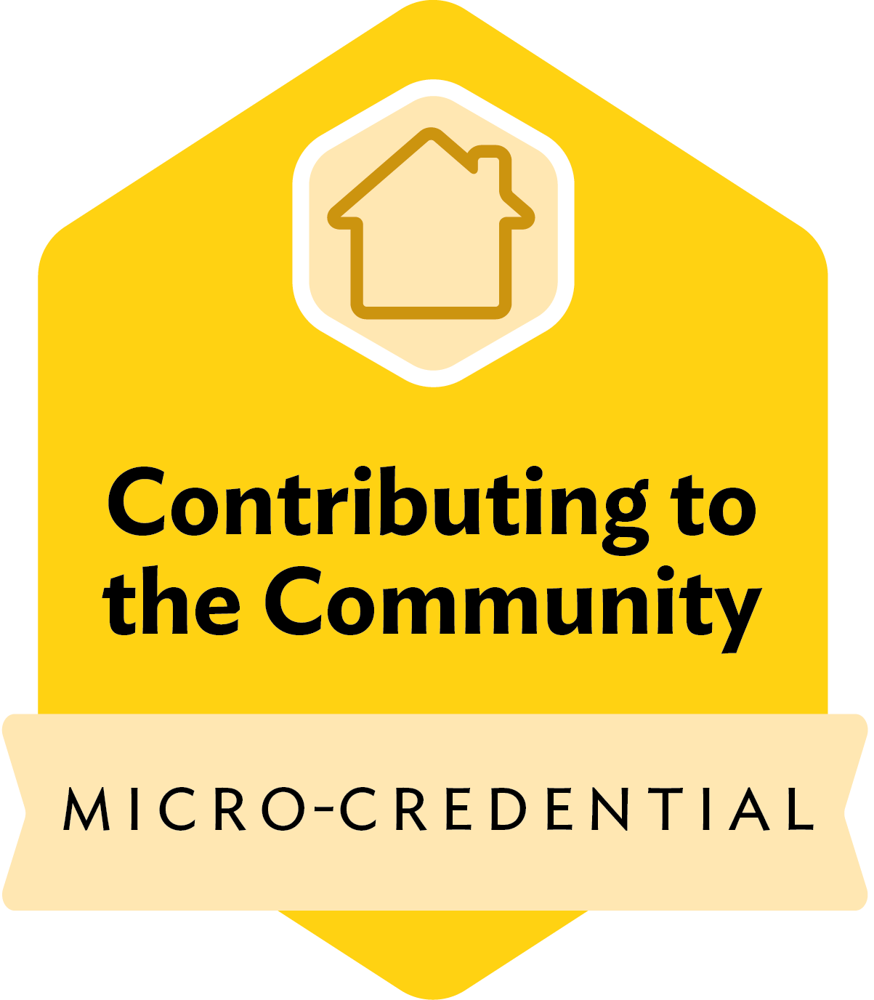 Contributing to
the Community
MICRO-CREDENTIAL